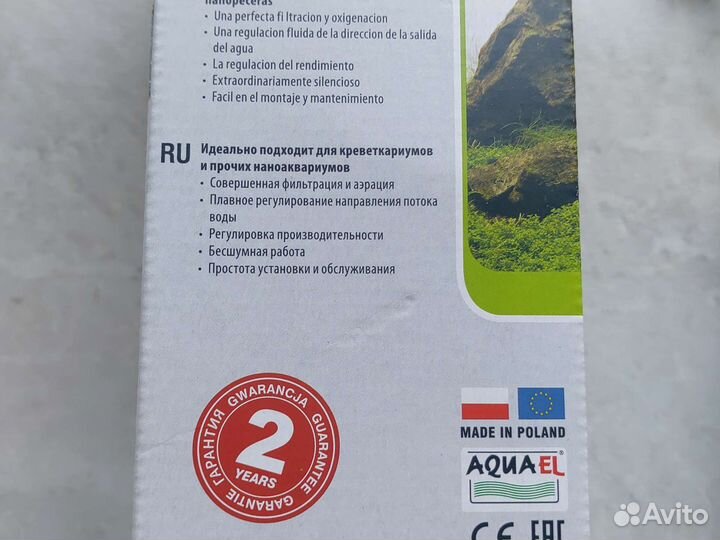 nanopeceras
• Una perfecta fi ltracion y oxigenacion
• Una regulacion fluida de la direccion de la salida
del agua
• La regulacion del rendimiento
• Extraordinariamente silencioso
• Facil en el montaje y mantenimiento
RU Идеально подходит для креветкариумов
и прочих наноаквариумов
• Совершенная фильтрация и аэрация
• Плавное регулирование направления потока
воды
• Регулировка производительности
• Бесшумная работа
• Простота установки и обслуживания
ГАРАНТИЯ GWARANCJA GUARANTEE GARANTIE GARANTIE
2
YEARS
MADE IN POLAND
AQUAEL®
CE EAC
Avito